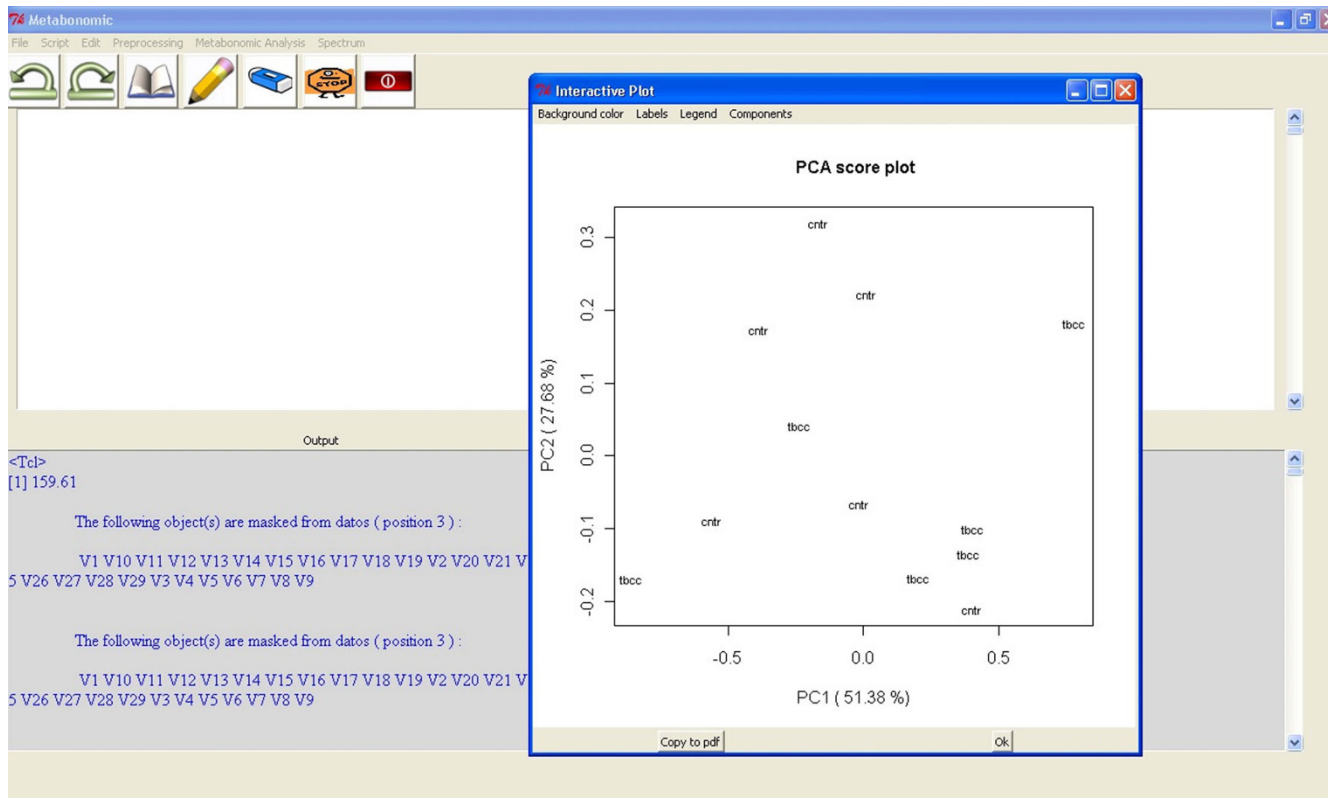 Metabonomic
File Script Edit Preprocessing Metabonomic Analysis Spectrum
STOP
Output
<Tcl>
[1] 159.61
The following object(s) are masked from datos ( position 3 ) :
V1 V10 V11 V12 V13 V14 V15 V16 V17 V18 V19 V2 V20 V21 V
5 V26 V27 V28 V29 V3 V4 V5 V6 V7 V8 V9
The following object(s) are masked from datos ( position 3 ) :
V1 V10 V11 V12 V13 V14 V15 V16 V17 V18 V19 V2 V20 V21 V
5 V26 V27 V28 V29 V3 V4 V5 V6 V7 V8 V9
Interactive Plot
Background color Labels Legend Components
PCA score plot
PC2 ( 27.68 %)
0.3
0.2
0.1
0.0
-0.1
-0.2
cntr
cntr
tbcc
cntr
tbcc
cntr
cntr
tbcc
tbcc
tbcc
tbcc
cntr
-0.5 0.0 0.5
PC1 ( 51.38 %)
Copy to pdf Ok